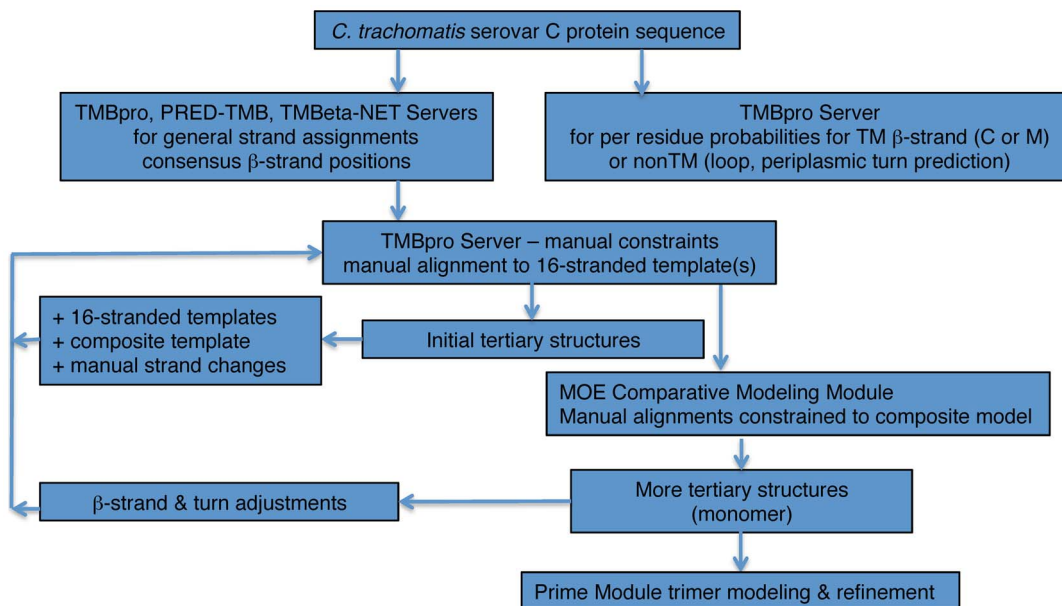 C. trachomatis serovar C protein sequence
TMBpro, PRED-TMB, TMBeta-NET Servers
for general strand assignments
consensus β-strand positions
TMBpro Server
for per residue probabilities for TM β-strand (C or M)
or nonTM (loop, periplasmic turn prediction)
TMBpro Server – manual constraints
manual alignment to 16-stranded template(s)
+ 16-stranded templates
+ composite template
+ manual strand changes
Initial tertiary structures
MOE Comparative Modeling Module
Manual alignments constrained to composite model
β-strand & turn adjustments
More tertiary structures
(monomer)
Prime Module trimer modeling & refinement